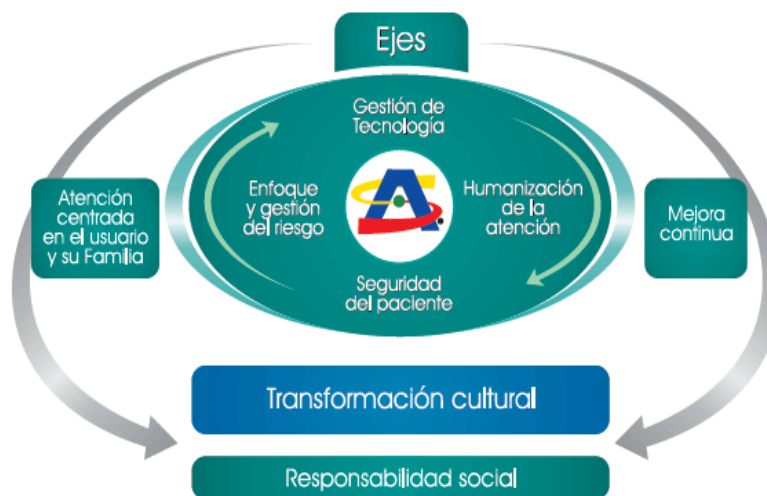 Ejes
Gestión de
Tecnología
Atención
centrada
en el usuario
y su Familia
Enfoque
y gestión
del riesgo
A
Humanización
de la
atención
Mejora
continua
Seguridad
del paciente
Transformación cultural
Responsabilidad social